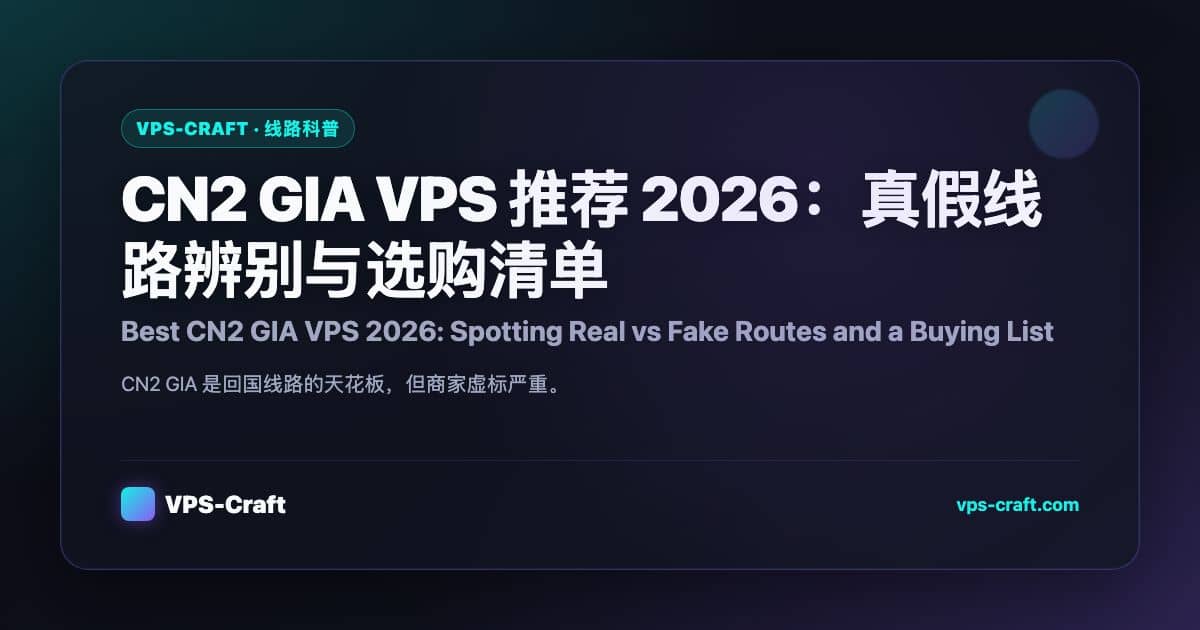 VPS-CRAFT · 线路科普
CN2 GIA VPS 推荐 2026：真假线
路辨别与选购清单
Best CN2 GIA VPS 2026: Spotting Real vs Fake Routes and a Buying List
CN2 GIA 是回国线路的天花板，但商家虚标严重。
VPS-Craft
vps-craft.com